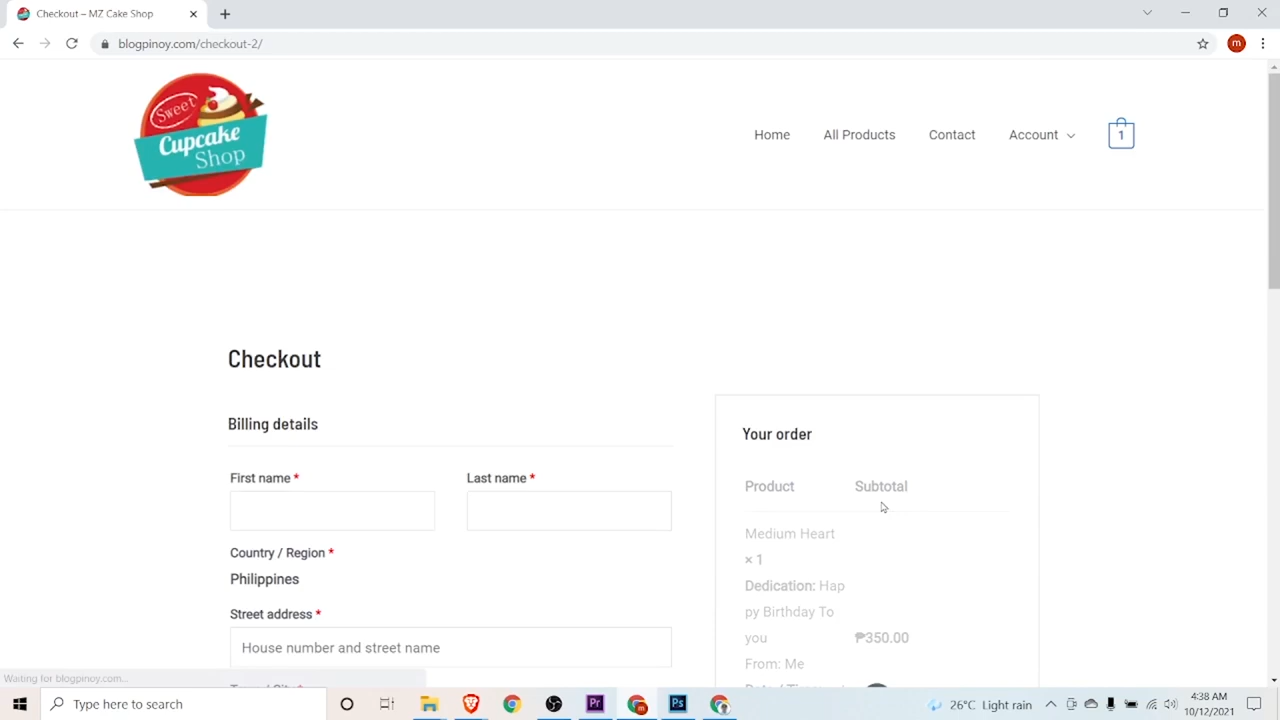 Checkout – MZ Cake Shop
blogpinoy.com/checkout-2/
m
Sweet
Cupcake
Shop
Home
All Products
Contact
Account
1
Checkout
Billing details
First name *
Last name *
Country / Region *
Philippines
Street address *
House number and street name
Your order
Product
Subtotal
Medium Heart
× 1
Dedication: Hap
py Birthday To
you
₱350.00
From: Me
Waiting for blogpinoy.com...
Type here to search
26°C Light rain
4:38 AM
10/12/2021